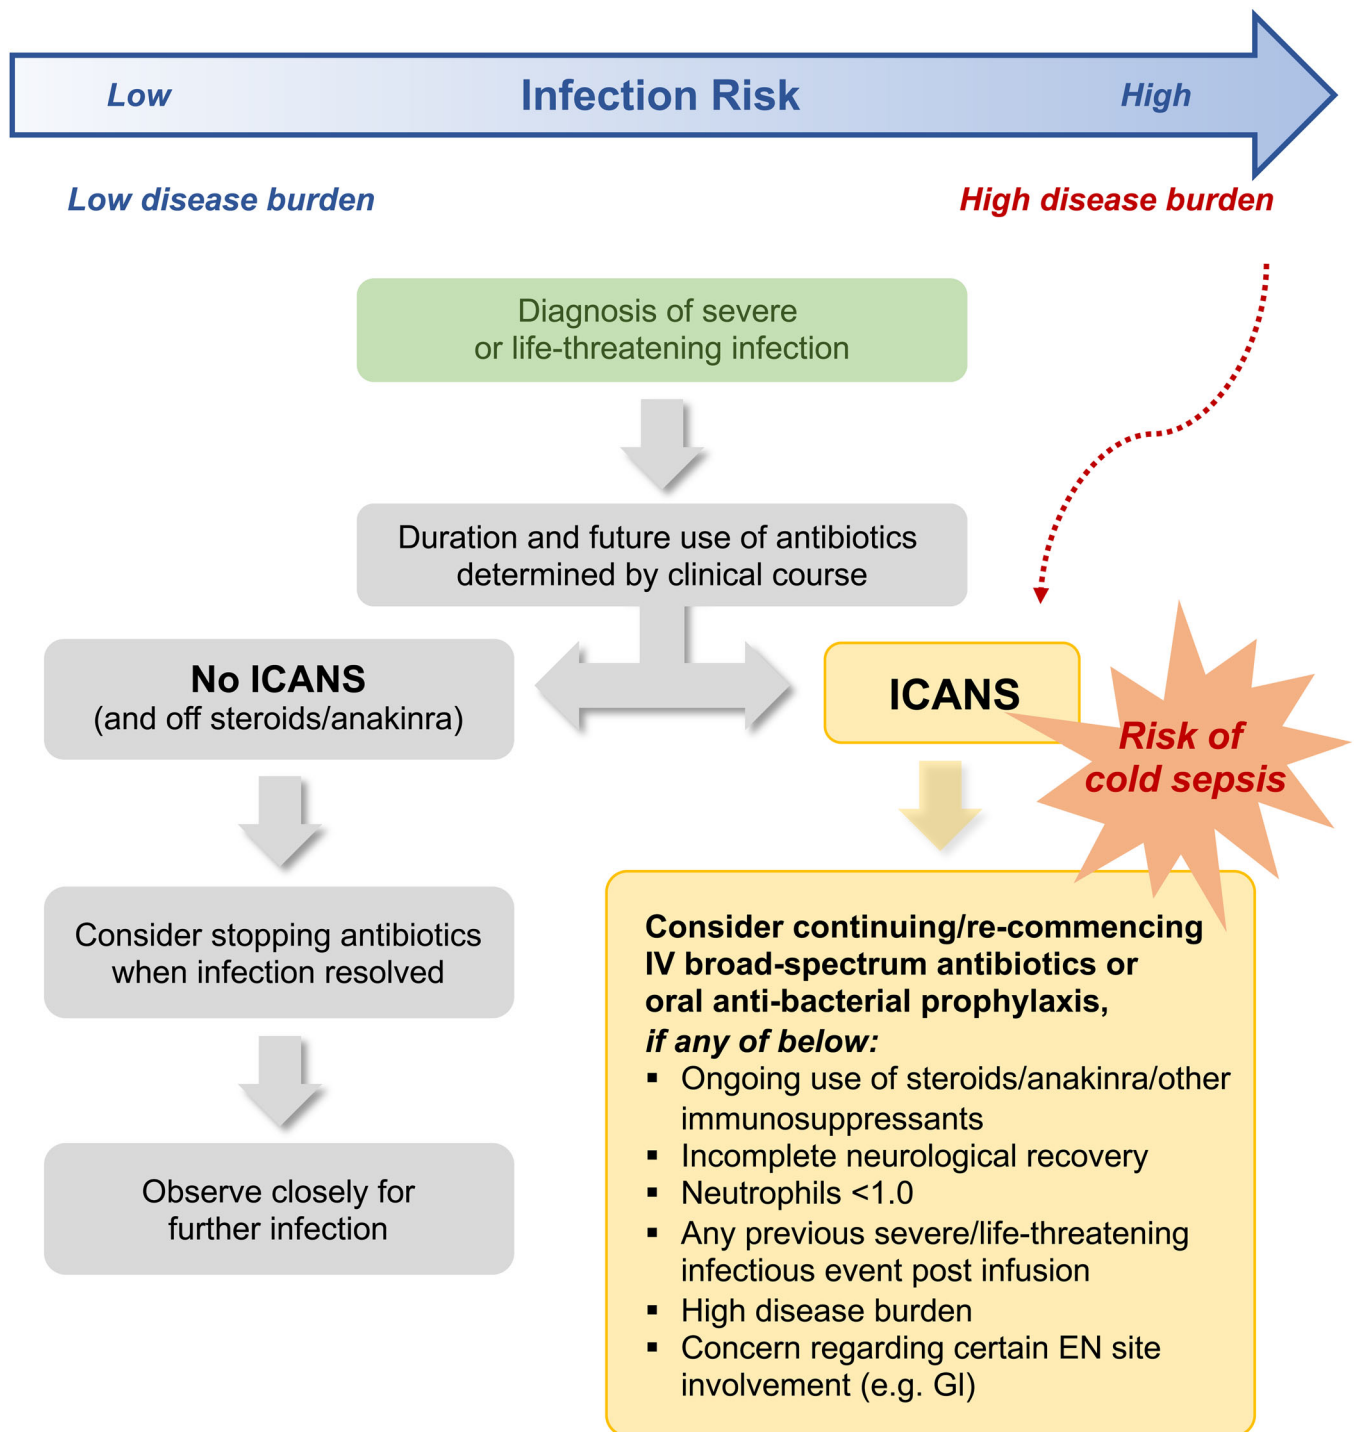 Low
Infection Risk
High
Low disease burden
High disease burden
Diagnosis of severe
or life-threatening infection
Duration and future use of antibiotics
determined by clinical course
No ICANS
(and off steroids/anakinra)
ICANS
Risk of
cold sepsis
Consider stopping antibiotics
when infection resolved
Observe closely for
further infection
Consider continuing/re-commencing
IV broad-spectrum antibiotics or
oral anti-bacterial prophylaxis,
if any of below:
▪ Ongoing use of steroids/anakinra/other
immunosuppressants
▪ Incomplete neurological recovery
▪ Neutrophils <1.0
▪ Any previous severe/life-threatening
infectious event post infusion
▪ High disease burden
▪ Concern regarding certain EN site
involvement (e.g. GI)